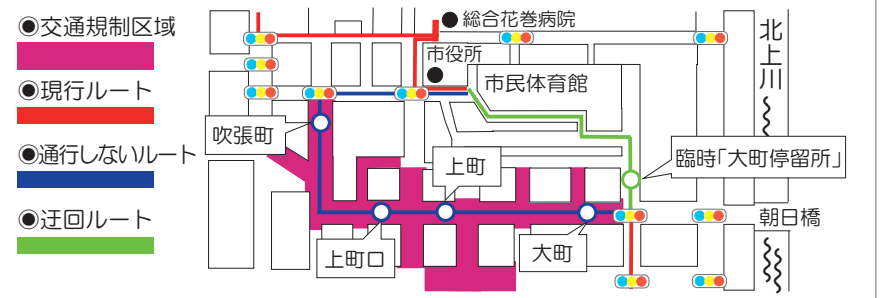 ◉交通規制区域
◉現行ルート
◉通行しないルート
◉迂回ルート
総合花巻病院
市役所
市民体育館
北上川
吹張町
上町
臨時「大町停留所」
朝日橋
上町口
大町